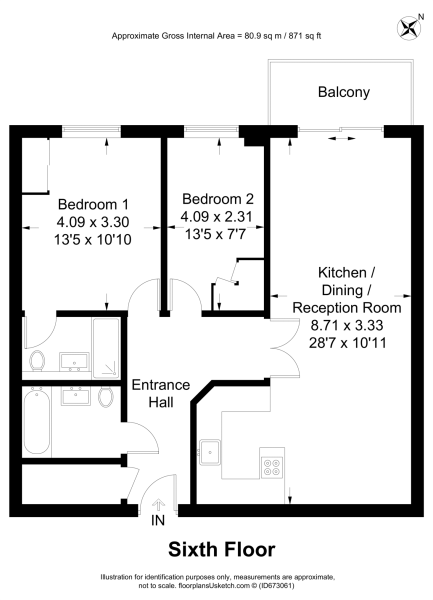 N
Approximate Gross Internal Area = 80.9 sq m / 871 sq ft
Balcony
Bedroom 1
4.09 x 3.30
13'5 x 10'10
Bedroom 2
4.09 x 2.31
13'5 x 7'7
Kitchen /
Dining /
Reception Room
8.71 x 3.33
28'7 x 10'11
Entrance
Hall
IN
Sixth Floor
Illustration for identification purposes only, measurements are approximate,
not to scale. floorplansUsketch.com © (ID673061)